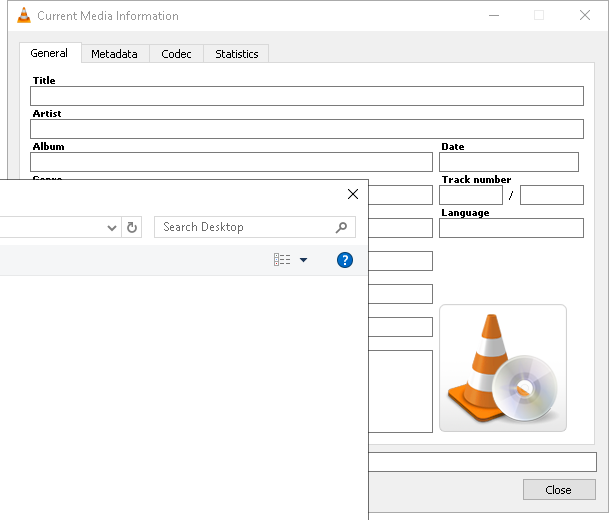 Current Media Information
General Metadata Codec Statistics
Title
Artist
Album Date
Genre Track number
/
Search Desktop Language
?
Close